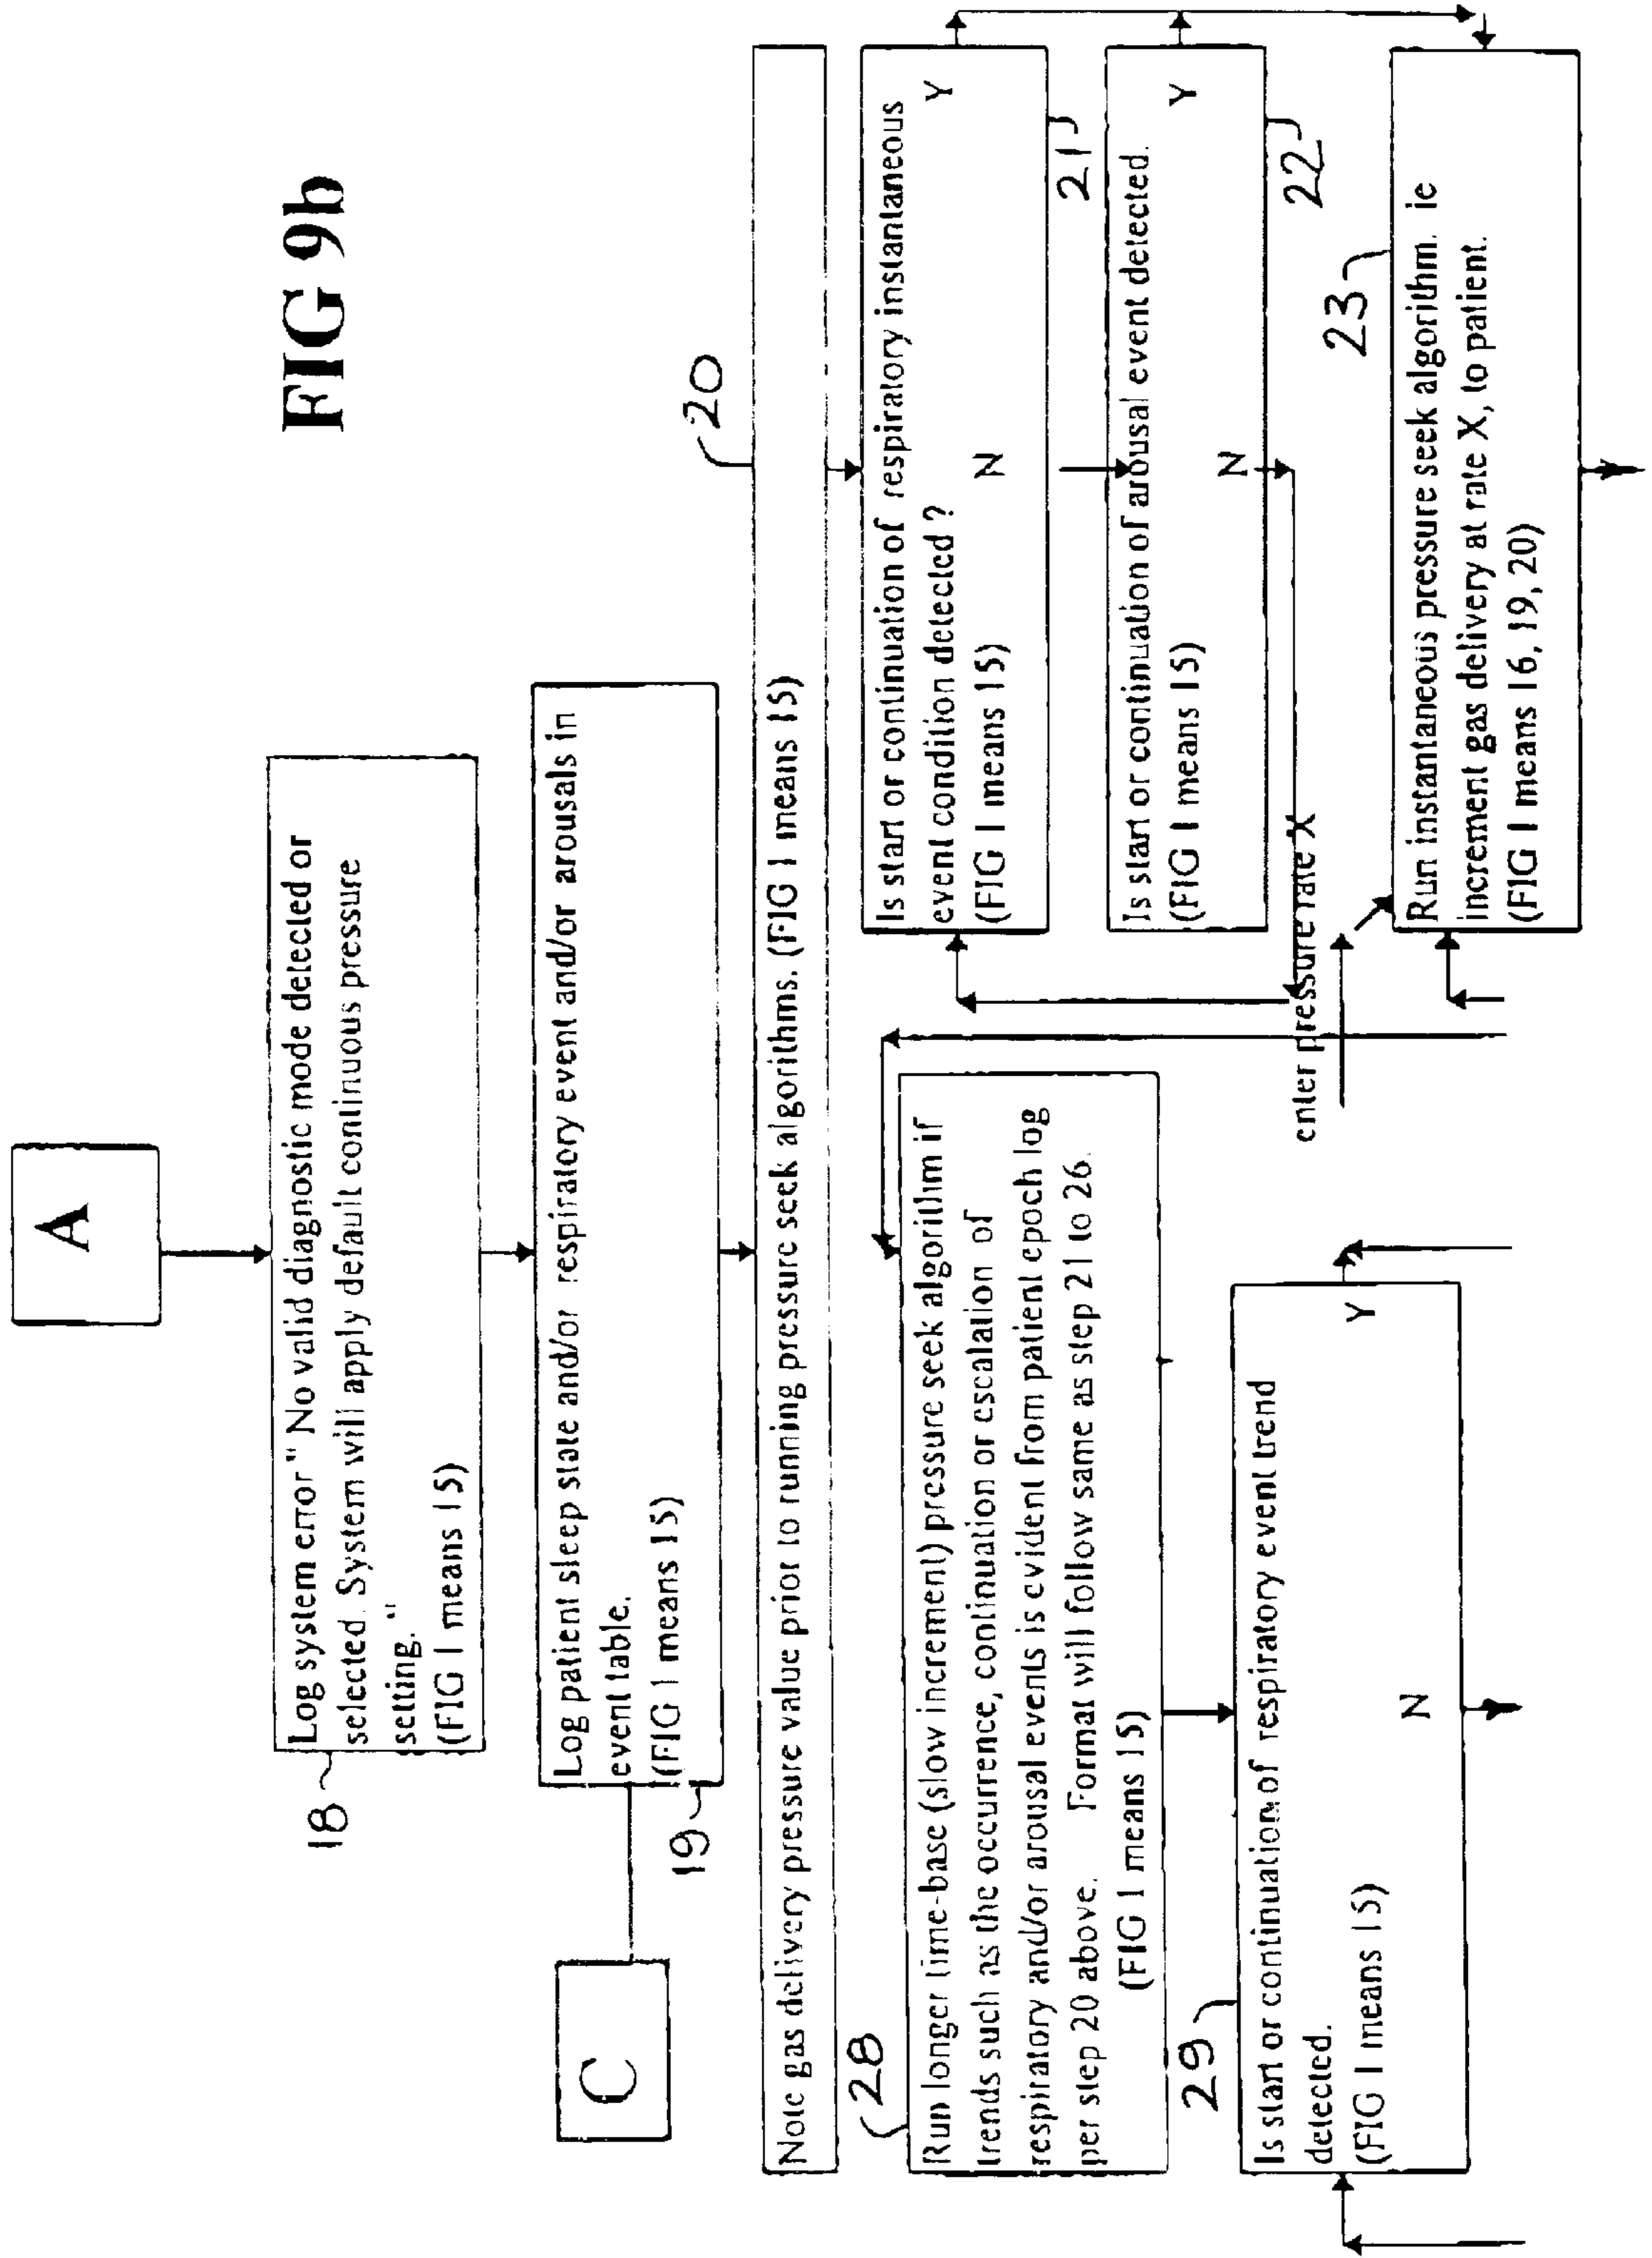 FIG 9b
A
Log system error " No valid diagnostic mode detected or
selected. System will apply default continuous pressure
setting."
(FIG 1 means 15)
18
Log patient sleep state and/or respiratory event and/or arousals in
event table.
(FIG 1 means 15)
C
19
20
Note gas delivery pressure value prior to running pressure seek algorithms. (FIG 1 means 15)
28
Run longer time-base (slow increment) pressure seek algorithm if
trends such as the occurrence, continuation or escalation of
respiratory and/or arousal events is evident from patient epoch log
per step 20 above. Format will follow same as step 21 to 26.
(FIG 1 means 15)
29
Is start or continuation of respiratory event trend
detected.
(FIG 1 means 15)
N
Y
Is start or continuation of respiratory instantaneous
event condition detected ?
(FIG 1 means 15)
N
Y
21
Is start or continuation of arousal event detected.
(FIG 1 means 15)
N
Y
22
enter pressure rate X
23
Run instantaneous pressure seek algorithm. ie
increment gas delivery at rate X, to patient.
(FIG 1 means 16, 19, 20)